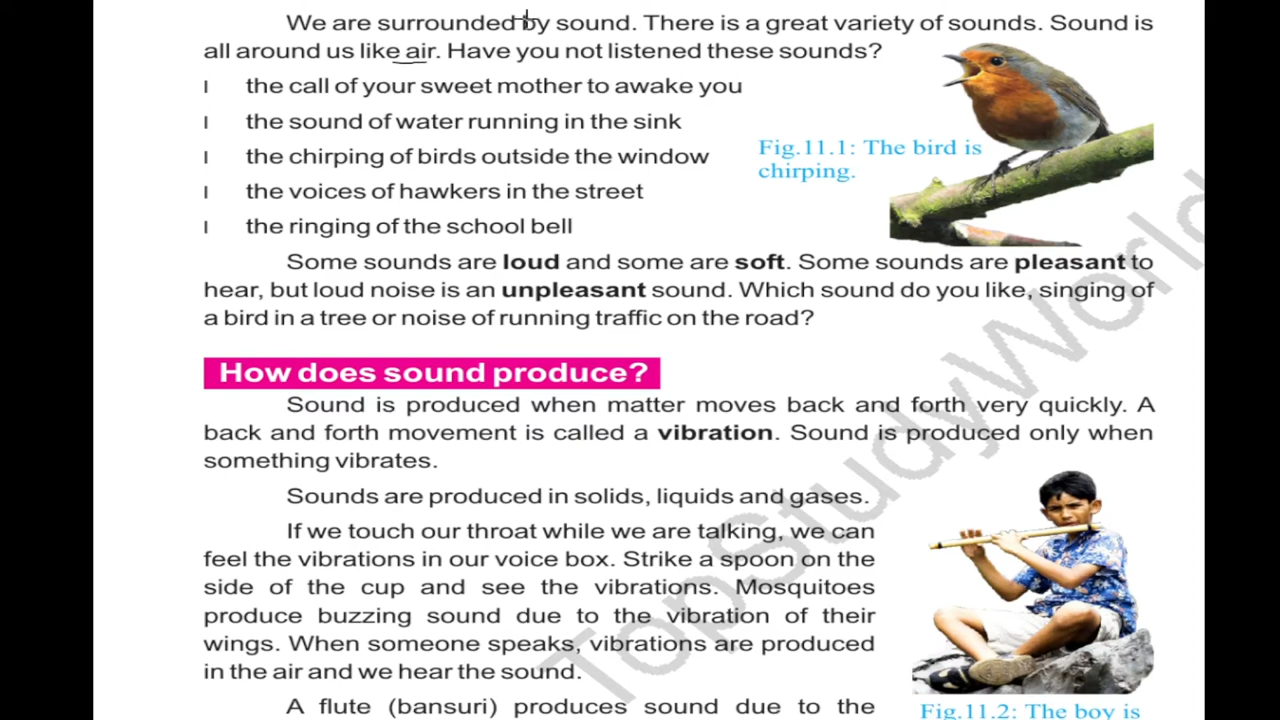 We are surrounded by sound. There is a great variety of sounds. Sound is
all around us like air. Have you not listened these sounds?
l the call of your sweet mother to awake you
l the sound of water running in the sink
l the chirping of birds outside the window
l the voices of hawkers in the street
l the ringing of the school bell
Fig.11.1: The bird is
chirping.
Some sounds are loud and some are soft. Some sounds are pleasant to
hear, but loud noise is an unpleasant sound. Which sound do you like, singing of
a bird in a tree or noise of running traffic on the road?
How does sound produce?
Sound is produced when matter moves back and forth very quickly. A
back and forth movement is called a vibration. Sound is produced only when
something vibrates.
Sounds are produced in solids, liquids and gases.
If we touch our throat while we are talking, we can
feel the vibrations in our voice box. Strike a spoon on the
side of the cup and see the vibrations. Mosquitoes
produce buzzing sound due to the vibration of their
wings. When someone speaks, vibrations are produced
in the air and we hear the sound.
A flute (bansuri) produces sound due to the
Fig.11.2: The boy is
TopStudyWorld